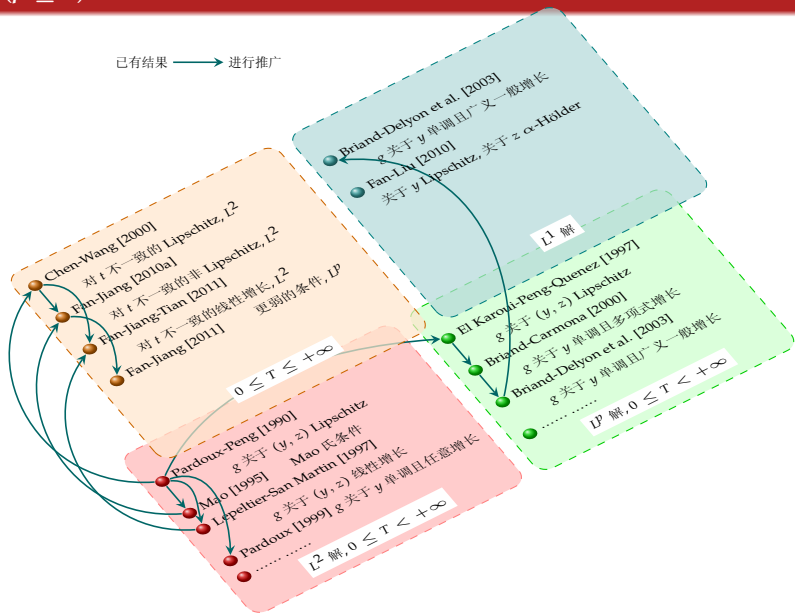 已有结果
进行推广
Briand-Delyon et al. [2003]
g 关于 y 单调且广义一般增长
Fan-Liu [2010]
关于 y Lipschitz, 关于 z α-Hölder
L¹ 解
Chen-Wang [2000]
对 t 不一致的 Lipschitz, L²
Fan-Jiang [2010a]
对 t 不一致的非 Lipschitz, L²
Fan-Jiang-Tian [2011]
对 t 不一致的线性增长, L²
Fan-Jiang [2011] 更弱的条件, Lᵖ
0 ≤ T ≤ +∞
El Karoui-Peng-Quenez [1997]
g 关于 (y, z) Lipschitz
Briand-Carmona [2000]
g 关于 y 单调且多项式增长
Briand-Delyon et al. [2003]
g 关于 y 单调且广义一般增长
…… ……
Lᵖ 解, 0 ≤ T < +∞
Pardoux-Peng [1990]
g 关于 (y, z) Lipschitz
Mao [1995] Mao 氏条件
Lepeltier-San Martin [1997]
g 关于 (y, z) 线性增长
Pardoux [1999] g 关于 y 单调且任意增长
…… ……
L² 解, 0 ≤ T < +∞